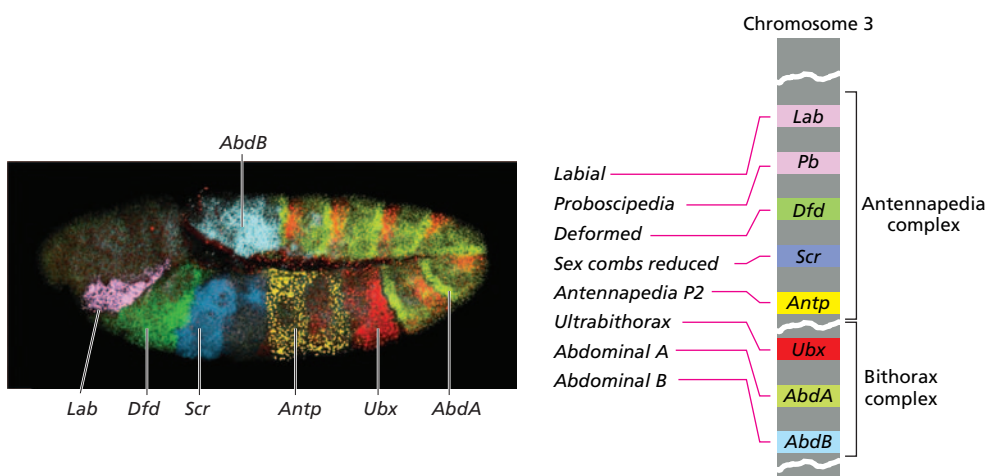 AbdB
Lab
Dfd
Scr
Antp
Ubx
AbdA
Chromosome 3
Labial
Proboscipedia
Deformed
Sex combs reduced
Antennapedia P2
Ultrabithorax
Abdominal A
Abdominal B
Lab
Pb
Dfd
Scr
Antp
Ubx
AbdA
AbdB
Antennapedia
complex
Bithorax
complex